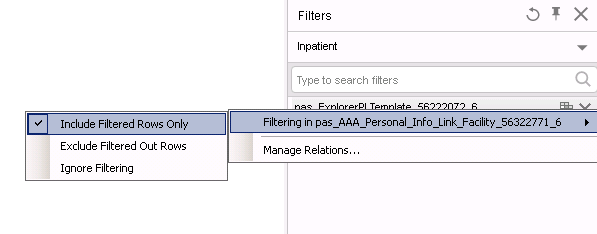 Filters
Inpatient
Type to search filters
pas_ExplorerPLTemplate_56222072_6
Filtering in pas_AAA_Personal_Info_Link_Facility_56322771_6
Manage Relations...
Include Filtered Rows Only
Exclude Filtered Out Rows
Ignore Filtering